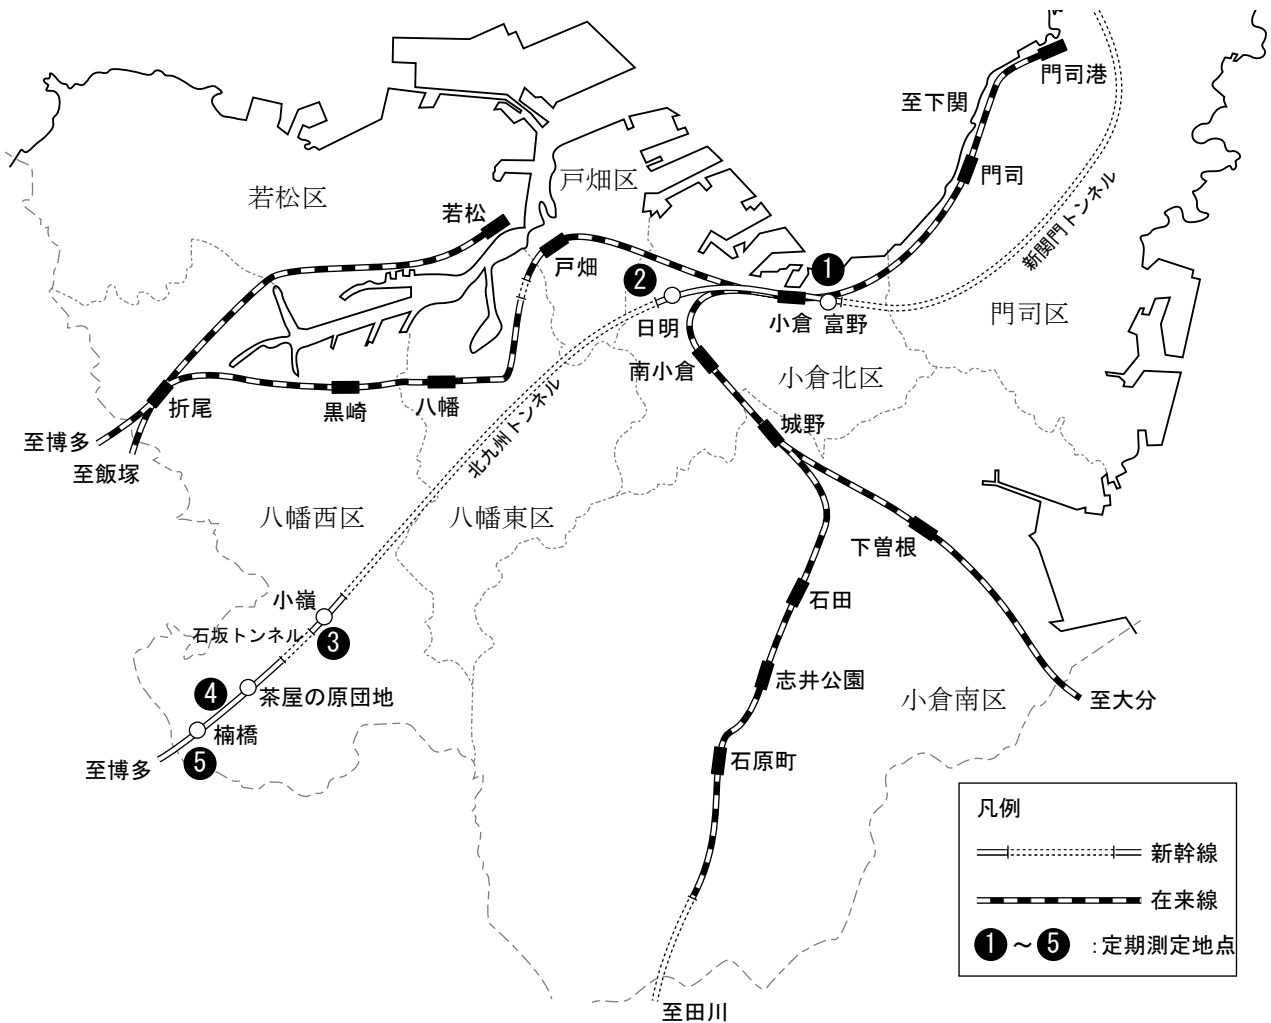 門司港
至下関
門司
戸畑区
若松区
若松
新関門トンネル
戸畑
1
2
日明
小倉
富野
門司区
南小倉
小倉北区
折尾
黒崎
八幡
城野
至博多
至飯塚
北九州トンネル
八幡西区
八幡東区
下曽根
小嶺
石田
石坂トンネル
3
志井公園
4
茶屋の原団地
小倉南区
至大分
楠橋
至博多
5
石原町
凡例
新幹線
在来線
1～5 :定期測定地点
至田川